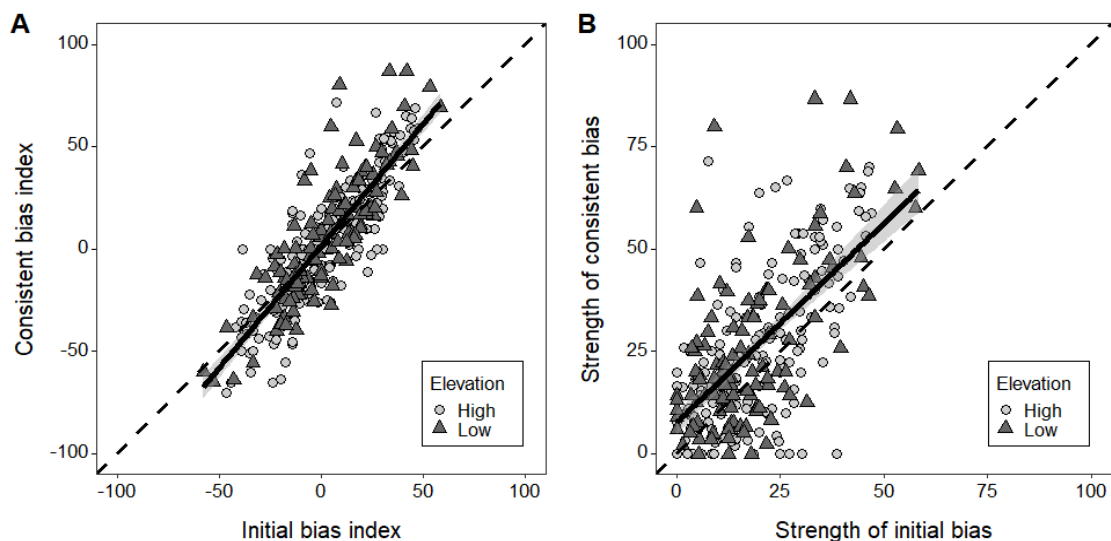 A
Consistent bias index
100
50
0
-50
-100
-100
-50
0
50
100
Initial bias index
Elevation
High
Low
B
Strength of consistent bias
100
75
50
25
0
0
25
50
75
100
Strength of initial bias
Elevation
High
Low